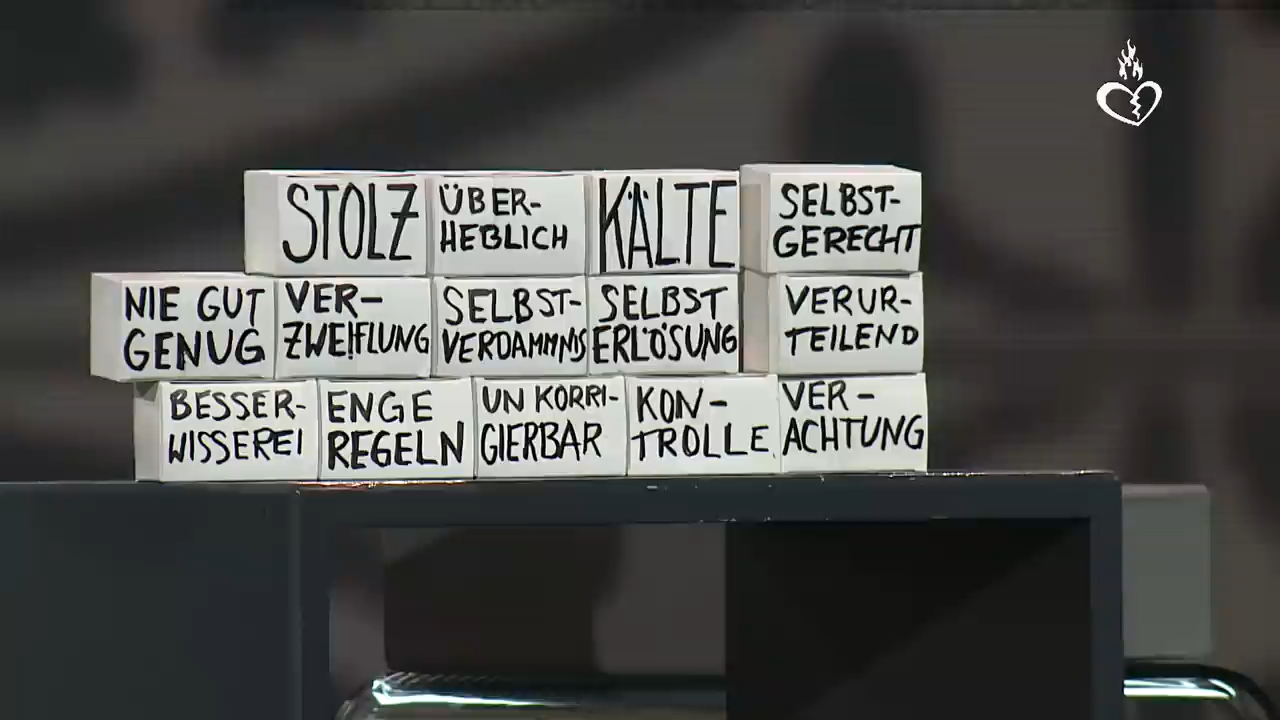 STOLZ
ÜBER-
HEBLICH
KÄLTE
SELBST-
GERECHT
NIE GUT
GENUG
VER-
ZWEIFLUNG
SELBST-
VERDAMMNIS
SELBST
ERLÖSUNG
VERUR-
TEILEND
BESSER-
WISSEREI
ENGE
REGELN
UN KORRI-
GIERBAR
KON-
TROLLE
VER-
ACHTUNG